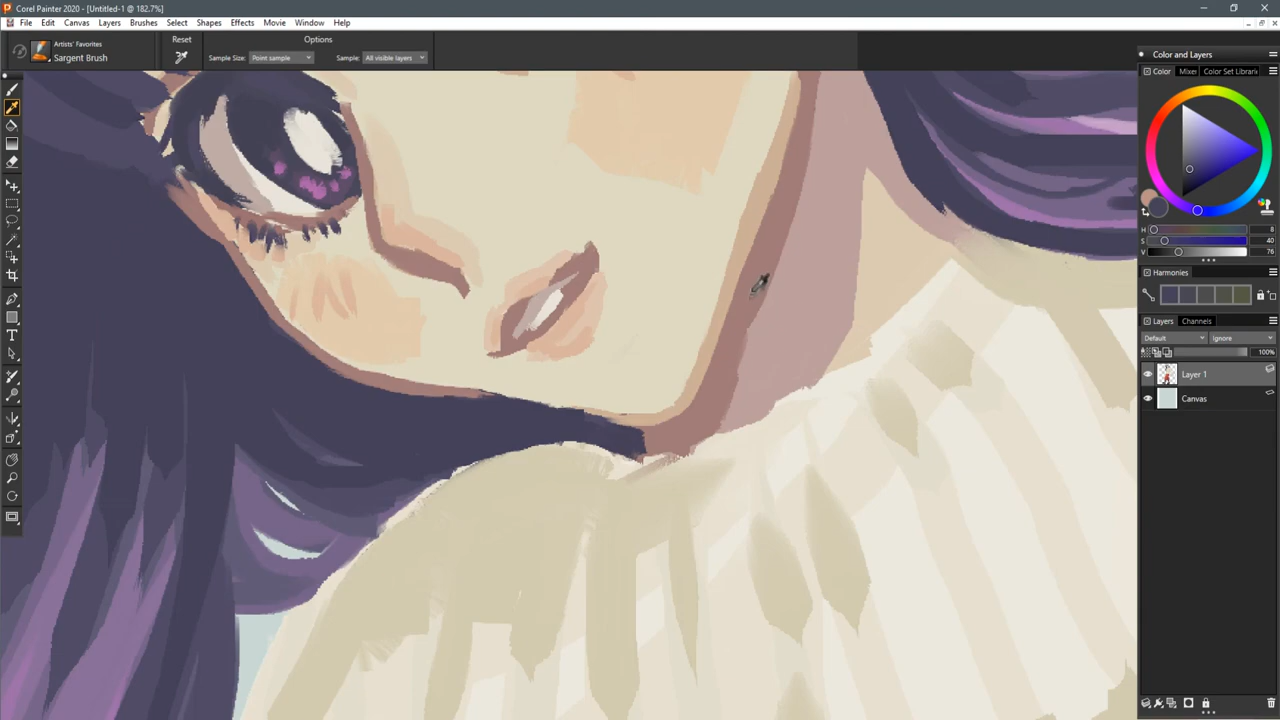 Corel Painter 2020 - [Untitled-1 @ 182.7%]
File Edit Canvas Layers Brushes Select Shapes Effects Movie Window Help
Artists' Favorites
Sargent Brush
Reset
Options
Sample Size: Point sample
Sample: All visible layers
Color and Layers
Color Mixer Color Set Librarie
H 8
S 40
V 76
Harmonies
Layers Channels
Default Ignore
100%
Layer 1
Canvas